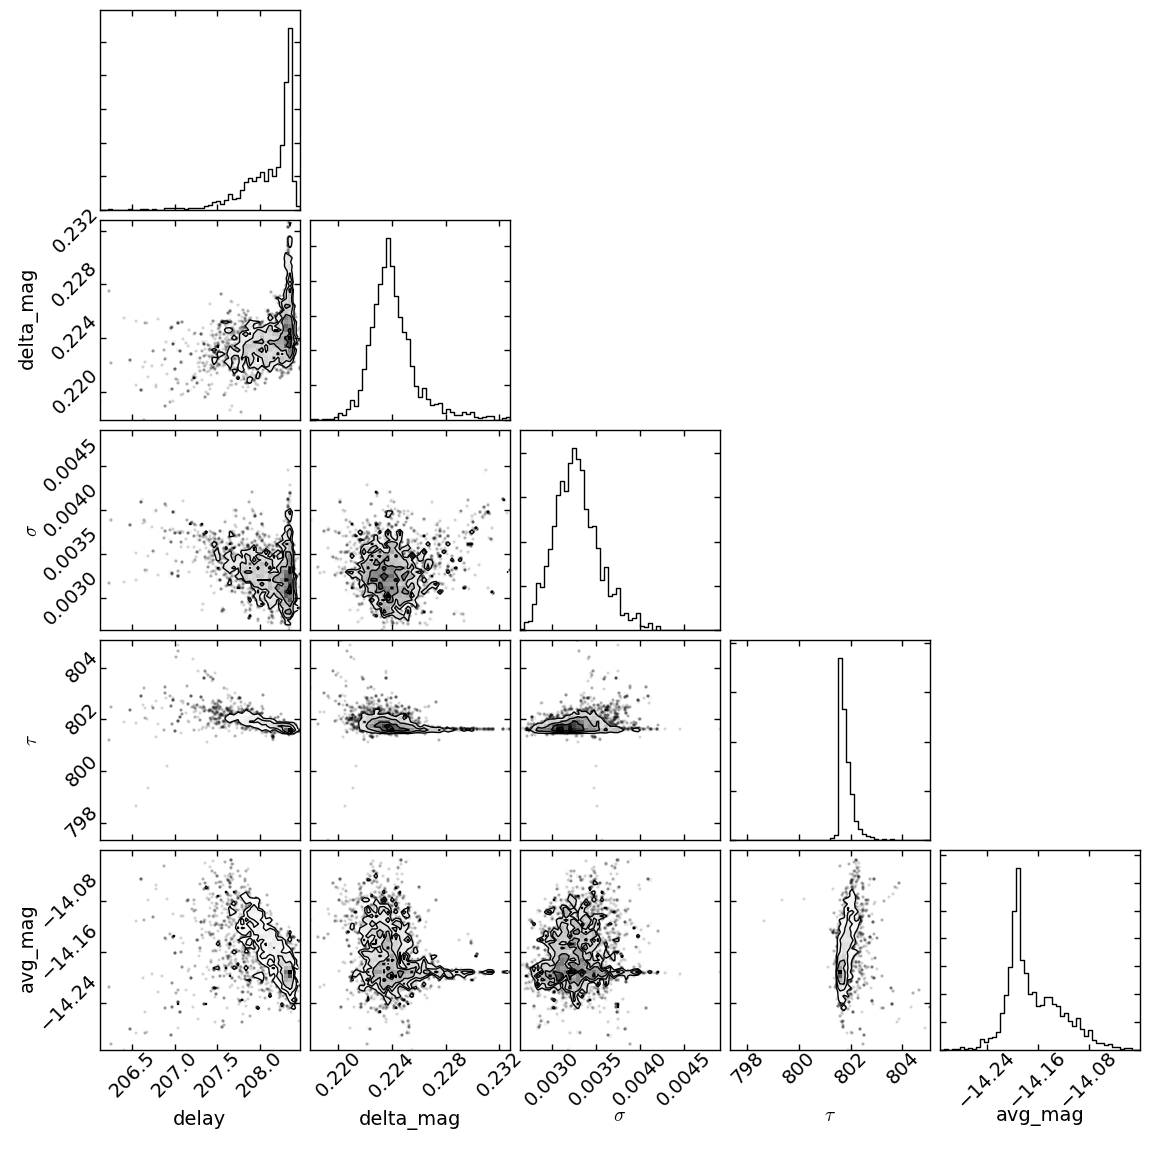 0.232
0.228
0.224
0.220
delta_mag
0.0045
0.0040
0.0035
0.0030
σ
804
802
800
798
τ
−14.08
−14.16
−14.24
avg_mag
206.5 207.0 207.5 208.0
delay
0.220 0.224 0.228 0.232
delta_mag
0.0030 0.0035 0.0040 0.0045
σ
798 800 802 804
τ
−14.24 −14.16 −14.08
avg_mag